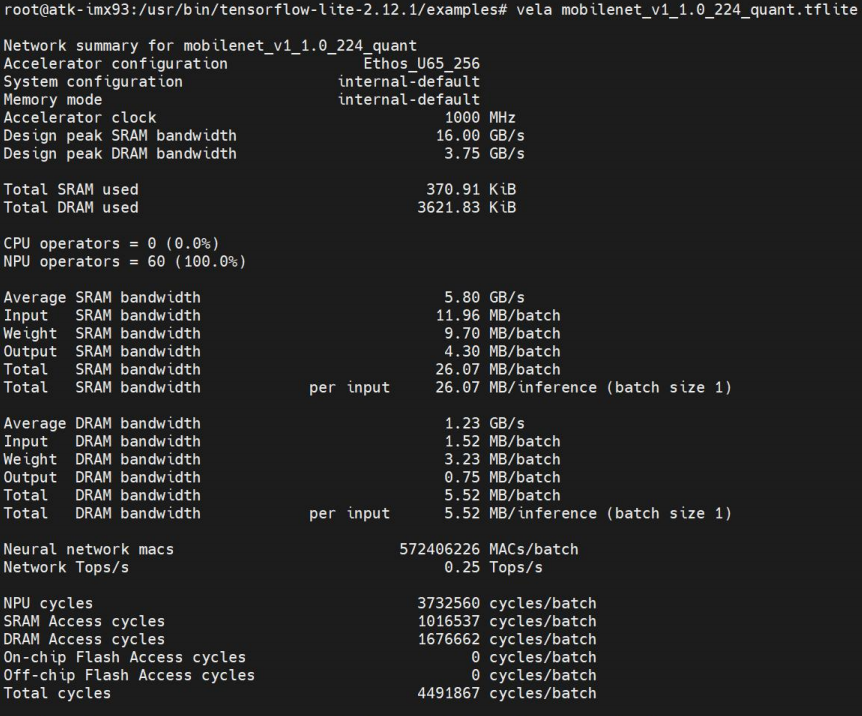 root@atk-imx93:/usr/bin/tensorflow-lite-2.12.1/examples# vela mobilenet_v1_1.0_224_quant.tflite
Network summary for mobilenet_v1_1.0_224_quant
Accelerator configuration Ethos_U65_256
System configuration internal-default
Memory mode internal-default
Accelerator clock 1000 MHz
Design peak SRAM bandwidth 16.00 GB/s
Design peak DRAM bandwidth 3.75 GB/s
Total SRAM used 370.91 KiB
Total DRAM used 3621.83 KiB
CPU operators = 0 (0.0%)
NPU operators = 60 (100.0%)
Average SRAM bandwidth 5.80 GB/s
Input SRAM bandwidth 11.96 MB/batch
Weight SRAM bandwidth 9.70 MB/batch
Output SRAM bandwidth 4.30 MB/batch
Total SRAM bandwidth 26.07 MB/batch
Total SRAM bandwidth per input 26.07 MB/inference (batch size 1)
Average DRAM bandwidth 1.23 GB/s
Input DRAM bandwidth 1.52 MB/batch
Weight DRAM bandwidth 3.23 MB/batch
Output DRAM bandwidth 0.75 MB/batch
Total DRAM bandwidth 5.52 MB/batch
Total DRAM bandwidth per input 5.52 MB/inference (batch size 1)
Neural network macs 572406226 MACs/batch
Network Tops/s 0.25 Tops/s
NPU cycles 3732560 cycles/batch
SRAM Access cycles 1016537 cycles/batch
DRAM Access cycles 1676662 cycles/batch
On-chip Flash Access cycles 0 cycles/batch
Off-chip Flash Access cycles 0 cycles/batch
Total cycles 4491867 cycles/batch